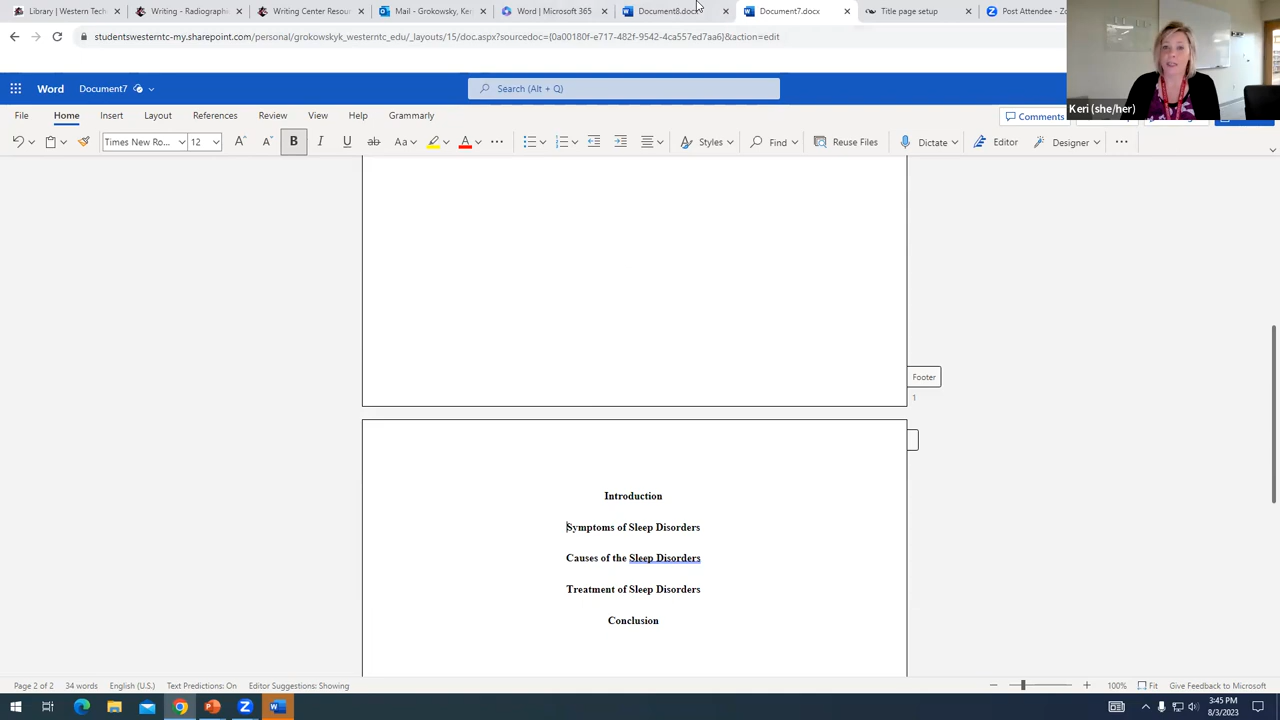 Library | Western Tech
Writing - Radiographi
Writing Center Resour
Mail - Grokowsky, Ker
Word | Microsoft 365
Document8.docx
Document7.docx
Title page setup
Post Attendee - Zo
studentswesterntc-my.sharepoint.com/personal/grokowskyk_westerntc_edu/_layouts/15/doc.aspx?sourcedoc={0a00180f-e717-482f-9542-4ca557ed7aa6}&action=edit
Keri (she/her)
Word Document7 Search (Alt + Q)
File Home Insert Layout References Review View Help Grammarly Comments
Times New Ro... 12 B I U ab Aa A Styles Find Reuse Files Dictate Editor Designer
Footer
1
Introduction
Symptoms of Sleep Disorders
Causes of the Sleep Disorders
Treatment of Sleep Disorders
Conclusion
Page 2 of 2 34 words English (U.S.) Text Predictions: On Editor Suggestions: Showing 100% Fit Give Feedback to Microsoft
3:45 PM
8/3/2023